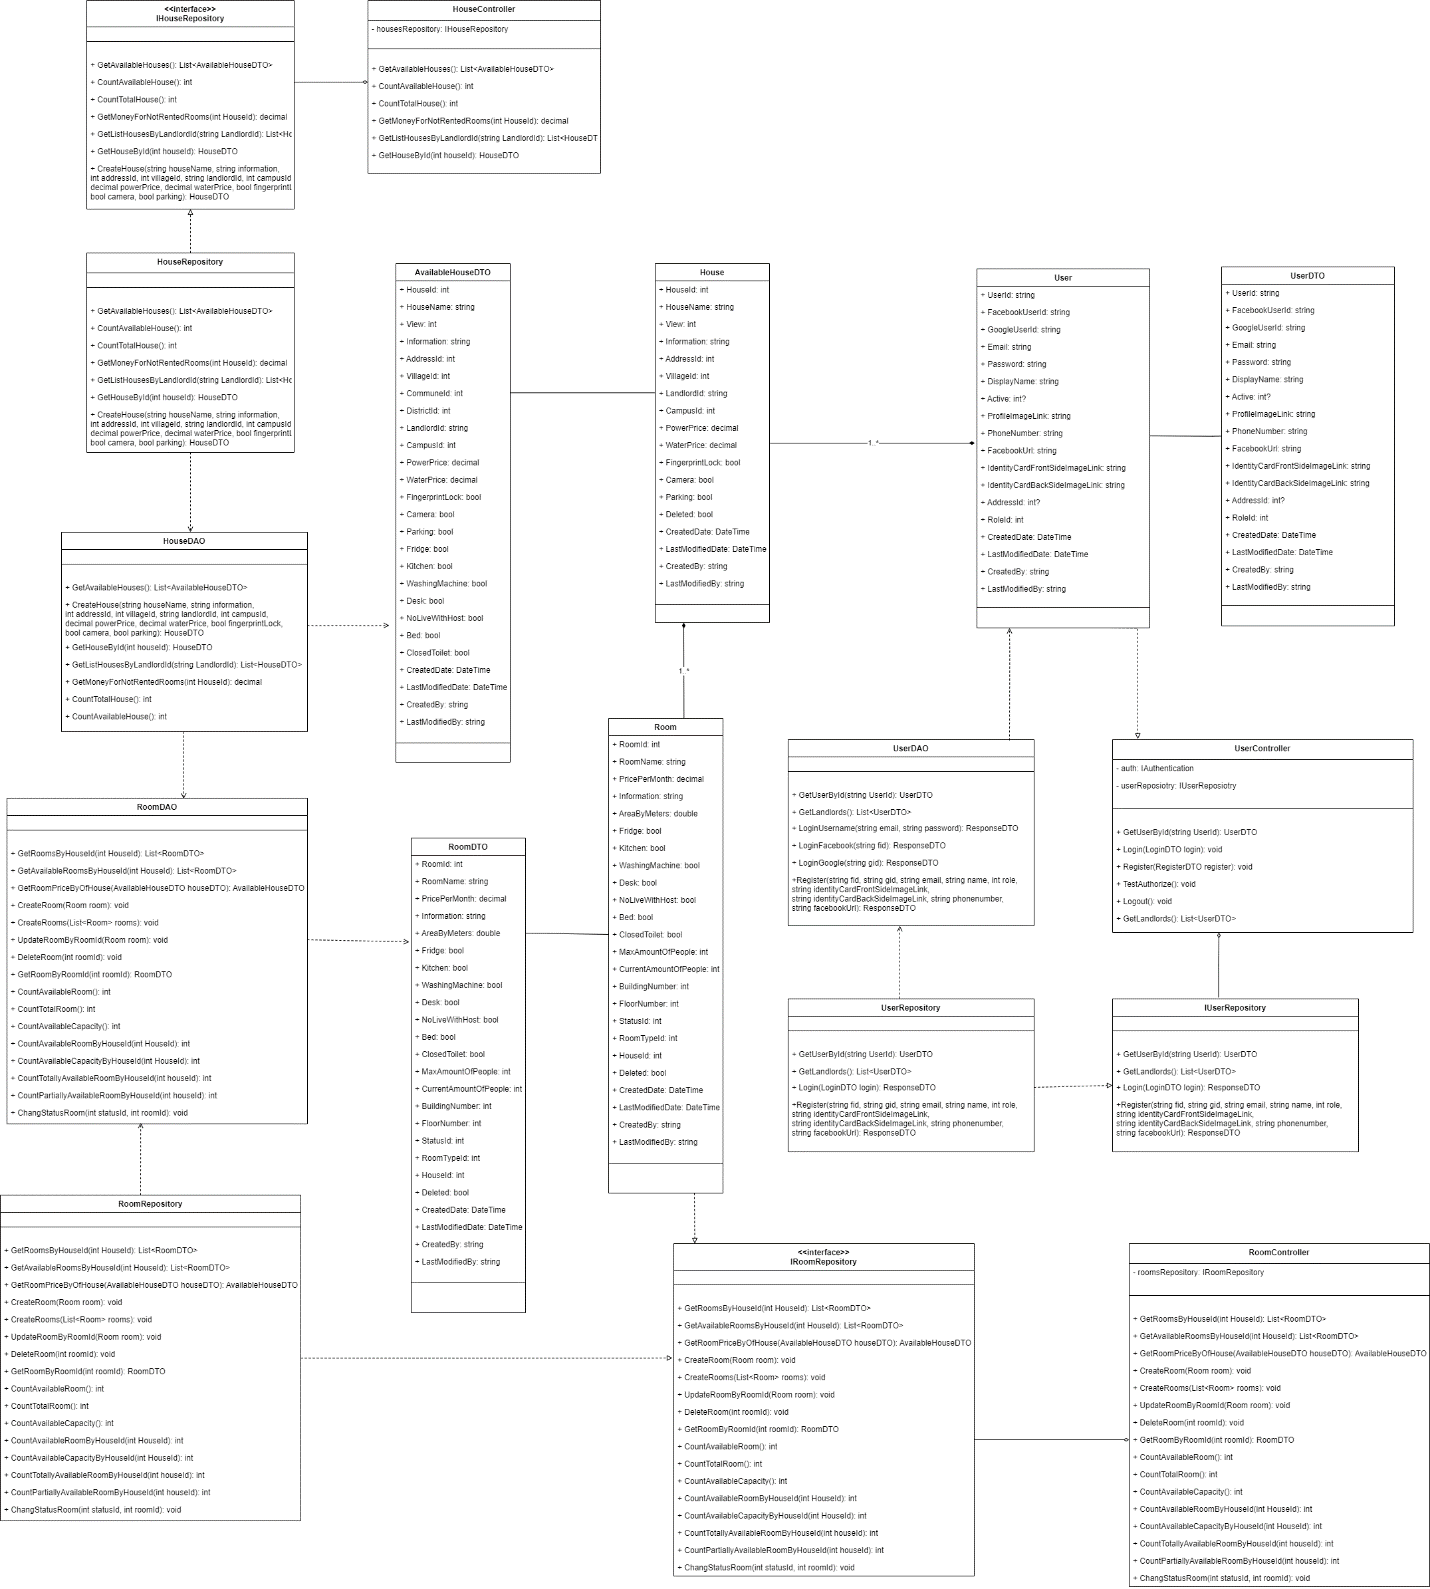 <<interface>>
IHouseRepository
+ GetAvailableHouses(): List<AvailableHouseDTO>
+ CountAvailableHouse(): int
+ CountTotalHouse(): int
+ GetMoneyForNotRentedRooms(int HouseId): decimal
+ GetListHousesByLandlordId(string LandlordId): List<Hc
+ GetHouseById(int houseId): HouseDTO
+ CreateHouse(string houseName, string information,
int addressId, int villageId, string landlordId, int campusId
decimal powerPrice, decimal waterPrice, bool fingerprintL
bool camera, bool parking): HouseDTO
HouseController
- housesRepository: IHouseRepository
+ GetAvailableHouses(): List<AvailableHouseDTO>
+ CountAvailableHouse(): int
+ CountTotalHouse(): int
+ GetMoneyForNotRentedRooms(int HouseId): decimal
+ GetListHousesByLandlordId(string LandlordId): List<HouseDT
+ GetHouseById(int houseId): HouseDTO
HouseRepository
+ GetAvailableHouses(): List<AvailableHouseDTO>
+ CountAvailableHouse(): int
+ CountTotalHouse(): int
+ GetMoneyForNotRentedRooms(int HouseId): decimal
+ GetListHousesByLandlordId(string LandlordId): List<Hc
+ GetHouseById(int houseId): HouseDTO
+ CreateHouse(string houseName, string information,
int addressId, int villageId, string landlordId, int campusId
decimal powerPrice, decimal waterPrice, bool fingerprintL
bool camera, bool parking): HouseDTO
AvailableHouseDTO
+ HouseId: int
+ HouseName: string
+ View: int
+ Information: string
+ AddressId: int
+ VillageId: int
+ CommuneId: int
+ DistrictId: int
+ LandlordId: string
+ CampusId: int
+ PowerPrice: decimal
+ WaterPrice: decimal
+ FingerprintLock: bool
+ Camera: bool
+ Parking: bool
+ Fridge: bool
+ Kitchen: bool
+ WashingMachine: bool
+ Desk: bool
+ NoLiveWithHost: bool
+ Bed: bool
+ ClosedToilet: bool
+ CreatedDate: DateTime
+ LastModifiedDate: DateTime
+ CreatedBy: string
+ LastModifiedBy: string
House
+ HouseId: int
+ HouseName: string
+ View: int
+ Information: string
+ AddressId: int
+ VillageId: int
+ LandlordId: string
+ CampusId: int
+ PowerPrice: decimal
+ WaterPrice: decimal
+ FingerprintLock: bool
+ Camera: bool
+ Parking: bool
+ Deleted: bool
+ CreatedDate: DateTime
+ LastModifiedDate: DateTime
+ CreatedBy: string
+ LastModifiedBy: string
1..*
User
+ UserId: string
+ FacebookUserId: string
+ GoogleUserId: string
+ Email: string
+ Password: string
+ DisplayName: string
+ Active: int?
+ ProfileImageLink: string
+ PhoneNumber: string
+ FacebookUrl: string
+ IdentityCardFrontSideImageLink: string
+ IdentityCardBackSideImageLink: string
+ AddressId: int?
+ RoleId: int
+ CreatedDate: DateTime
+ LastModifiedDate: DateTime
+ CreatedBy: string
+ LastModifiedBy: string
UserDTO
+ UserId: string
+ FacebookUserId: string
+ GoogleUserId: string
+ Email: string
+ Password: string
+ DisplayName: string
+ Active: int?
+ ProfileImageLink: string
+ PhoneNumber: string
+ FacebookUrl: string
+ IdentityCardFrontSideImageLink: string
+ IdentityCardBackSideImageLink: string
+ AddressId: int?
+ RoleId: int
+ CreatedDate: DateTime
+ LastModifiedDate: DateTime
+ CreatedBy: string
+ LastModifiedBy: string
HouseDAO
+ GetAvailableHouses(): List<AvailableHouseDTO>
+ CreateHouse(string houseName, string information,
int addressId, int villageId, string landlordId, int campusId,
decimal powerPrice, decimal waterPrice, bool fingerprintLock,
bool camera, bool parking): HouseDTO
+ GetHouseById(int houseId): HouseDTO
+ GetListHousesByLandlordId(string LandlordId): List<HouseDTO>
+ GetMoneyForNotRentedRooms(int HouseId): decimal
+ CountTotalHouse(): int
+ CountAvailableHouse(): int
1..*
RoomDAO
+ GetRoomsByHouseId(int HouseId): List<RoomDTO>
+ GetAvailableRoomsByHouseId(int HouseId): List<RoomDTO>
+ GetRoomPriceByOfHouse(AvailableHouseDTO houseDTO): AvailableHouseDTO
+ CreateRoom(Room room): void
+ CreateRooms(List<Room> rooms): void
+ UpdateRoomByRoomId(Room room): void
+ DeleteRoom(int roomId): void
+ GetRoomByRoomId(int roomId): RoomDTO
+ CountAvailableRoom(): int
+ CountTotalRoom(): int
+ CountAvailableCapacity(): int
+ CountAvailableRoomByHouseId(int HouseId): int
+ CountAvailableCapacityByHouseId(int HouseId): int
+ CountTotallyAvailableRoomByHouseId(int houseId): int
+ CountPartiallyAvailableRoomByHouseId(int houseId): int
+ ChangStatusRoom(int statusId, int roomId): void
RoomDTO
+ RoomId: int
+ RoomName: string
+ PricePerMonth: decimal
+ Information: string
+ AreaByMeters: double
+ Fridge: bool
+ Kitchen: bool
+ WashingMachine: bool
+ Desk: bool
+ NoLiveWithHost: bool
+ Bed: bool
+ ClosedToilet: bool
+ MaxAmountOfPeople: int
+ CurrentAmountOfPeople: int
+ BuildingNumber: int
+ FloorNumber: int
+ StatusId: int
+ RoomTypeId: int
+ HouseId: int
+ Deleted: bool
+ CreatedDate: DateTime
+ LastModifiedDate: DateTime
+ CreatedBy: string
+ LastModifiedBy: string
Room
+ RoomId: int
+ RoomName: string
+ PricePerMonth: decimal
+ Information: string
+ AreaByMeters: double
+ Fridge: bool
+ Kitchen: bool
+ WashingMachine: bool
+ Desk: bool
+ NoLiveWithHost: bool
+ Bed: bool
+ ClosedToilet: bool
+ MaxAmountOfPeople: int
+ CurrentAmountOfPeople: int
+ BuildingNumber: int
+ FloorNumber: int
+ StatusId: int
+ RoomTypeId: int
+ HouseId: int
+ Deleted: bool
+ CreatedDate: DateTime
+ LastModifiedDate: DateTime
+ CreatedBy: string
+ LastModifiedBy: string
UserDAO
+ GetUserById(string UserId): UserDTO
+ GetLandlords(): List<UserDTO>
+ LoginUsername(string email, string password): ResponseDTO
+ LoginFacebook(string fid): ResponseDTO
+ LoginGoogle(string gid): ResponseDTO
+Register(string fid, string gid, string email, string name, int role,
string identityCardFrontSideImageLink,
string identityCardBackSideImageLink, string phonenumber,
string facebookUrl): ResponseDTO
UserController
- auth: IAuthentication
- userReposiotry: IUserReposiotry
+ GetUserById(string UserId): UserDTO
+ Login(LoginDTO login): void
+ Register(RegisterDTO register): void
+ TestAuthorize(): void
+ Logout(): void
+ GetLandlords(): List<UserDTO>
UserRepository
+ GetUserById(string UserId): UserDTO
+ GetLandlords(): List<UserDTO>
+ Login(LoginDTO login): ResponseDTO
+Register(string fid, string gid, string email, string name, int role,
string identityCardFrontSideImageLink,
string identityCardBackSideImageLink, string phonenumber,
string facebookUrl): ResponseDTO
IUserRepository
+ GetUserById(string UserId): UserDTO
+ GetLandlords(): List<UserDTO>
+ Login(LoginDTO login): ResponseDTO
+Register(string fid, string gid, string email, string name, int role,
string identityCardFrontSideImageLink,
string identityCardBackSideImageLink, string phonenumber,
string facebookUrl): ResponseDTO
RoomRepository
+ GetRoomsByHouseId(int HouseId): List<RoomDTO>
+ GetAvailableRoomsByHouseId(int HouseId): List<RoomDTO>
+ GetRoomPriceByOfHouse(AvailableHouseDTO houseDTO): AvailableHouseDTO
+ CreateRoom(Room room): void
+ CreateRooms(List<Room> rooms): void
+ UpdateRoomByRoomId(Room room): void
+ DeleteRoom(int roomId): void
+ GetRoomByRoomId(int roomId): RoomDTO
+ CountAvailableRoom(): int
+ CountTotalRoom(): int
+ CountAvailableCapacity(): int
+ CountAvailableRoomByHouseId(int HouseId): int
+ CountAvailableCapacityByHouseId(int HouseId): int
+ CountTotallyAvailableRoomByHouseId(int houseId): int
+ CountPartiallyAvailableRoomByHouseId(int houseId): int
+ ChangStatusRoom(int statusId, int roomId): void
<<interface>>
IRoomRepository
+ GetRoomsByHouseId(int HouseId): List<RoomDTO>
+ GetAvailableRoomsByHouseId(int HouseId): List<RoomDTO>
+ GetRoomPriceByOfHouse(AvailableHouseDTO houseDTO): AvailableHouseDTO
+ CreateRoom(Room room): void
+ CreateRooms(List<Room> rooms): void
+ UpdateRoomByRoomId(Room room): void
+ DeleteRoom(int roomId): void
+ GetRoomByRoomId(int roomId): RoomDTO
+ CountAvailableRoom(): int
+ CountTotalRoom(): int
+ CountAvailableCapacity(): int
+ CountAvailableRoomByHouseId(int HouseId): int
+ CountAvailableCapacityByHouseId(int HouseId): int
+ CountTotallyAvailableRoomByHouseId(int houseId): int
+ CountPartiallyAvailableRoomByHouseId(int houseId): int
+ ChangStatusRoom(int statusId, int roomId): void
RoomController
- roomsRepository: IRoomRepository
+ GetRoomsByHouseId(int HouseId): List<RoomDTO>
+ GetAvailableRoomsByHouseId(int HouseId): List<RoomDTO>
+ GetRoomPriceByOfHouse(AvailableHouseDTO houseDTO): AvailableHouseDTO
+ CreateRoom(Room room): void
+ CreateRooms(List<Room> rooms): void
+ UpdateRoomByRoomId(Room room): void
+ DeleteRoom(int roomId): void
+ GetRoomByRoomId(int roomId): RoomDTO
+ CountAvailableRoom(): int
+ CountTotalRoom(): int
+ CountAvailableCapacity(): int
+ CountAvailableRoomByHouseId(int HouseId): int
+ CountAvailableCapacityByHouseId(int HouseId): int
+ CountTotallyAvailableRoomByHouseId(int houseId): int
+ CountPartiallyAvailableRoomByHouseId(int houseId): int
+ ChangStatusRoom(int statusId, int roomId): void